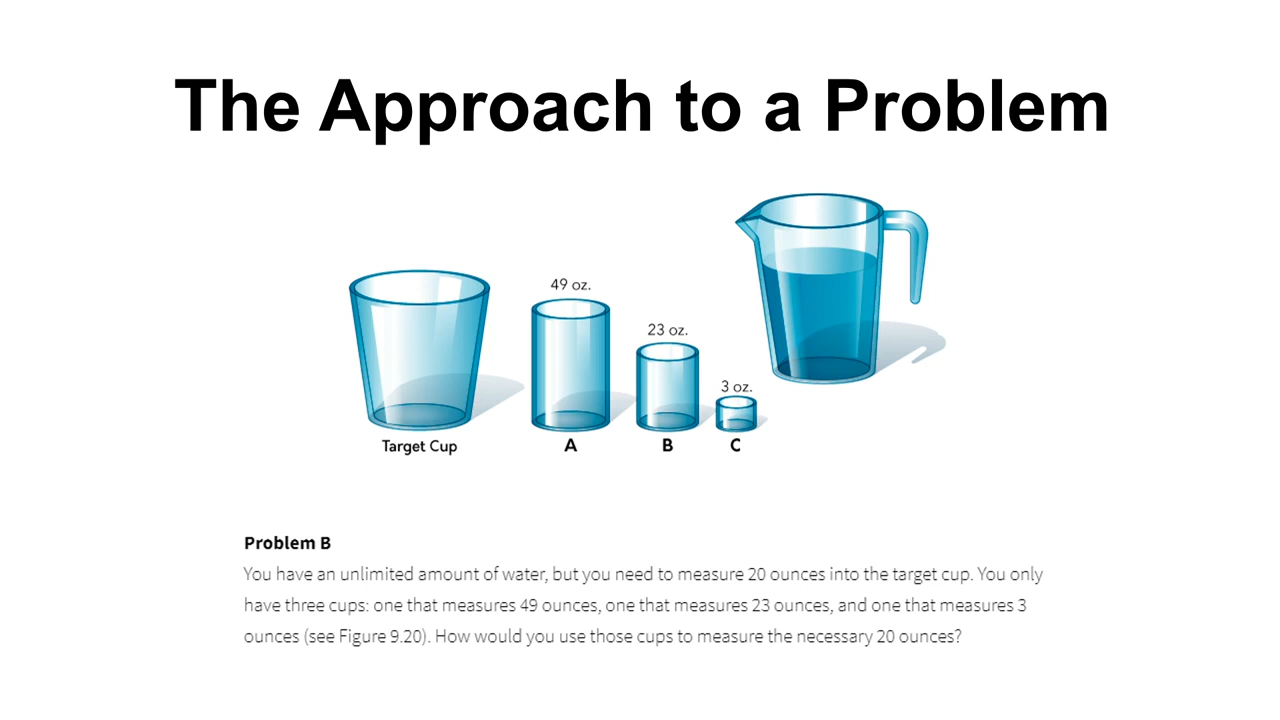 The Approach to a Problem
49 oz.
23 oz.
3 oz.
Target Cup
A
B
C
Problem B
You have an unlimited amount of water, but you need to measure 20 ounces into the target cup. You only
have three cups: one that measures 49 ounces, one that measures 23 ounces, and one that measures 3
ounces (see Figure 9.20). How would you use those cups to measure the necessary 20 ounces?